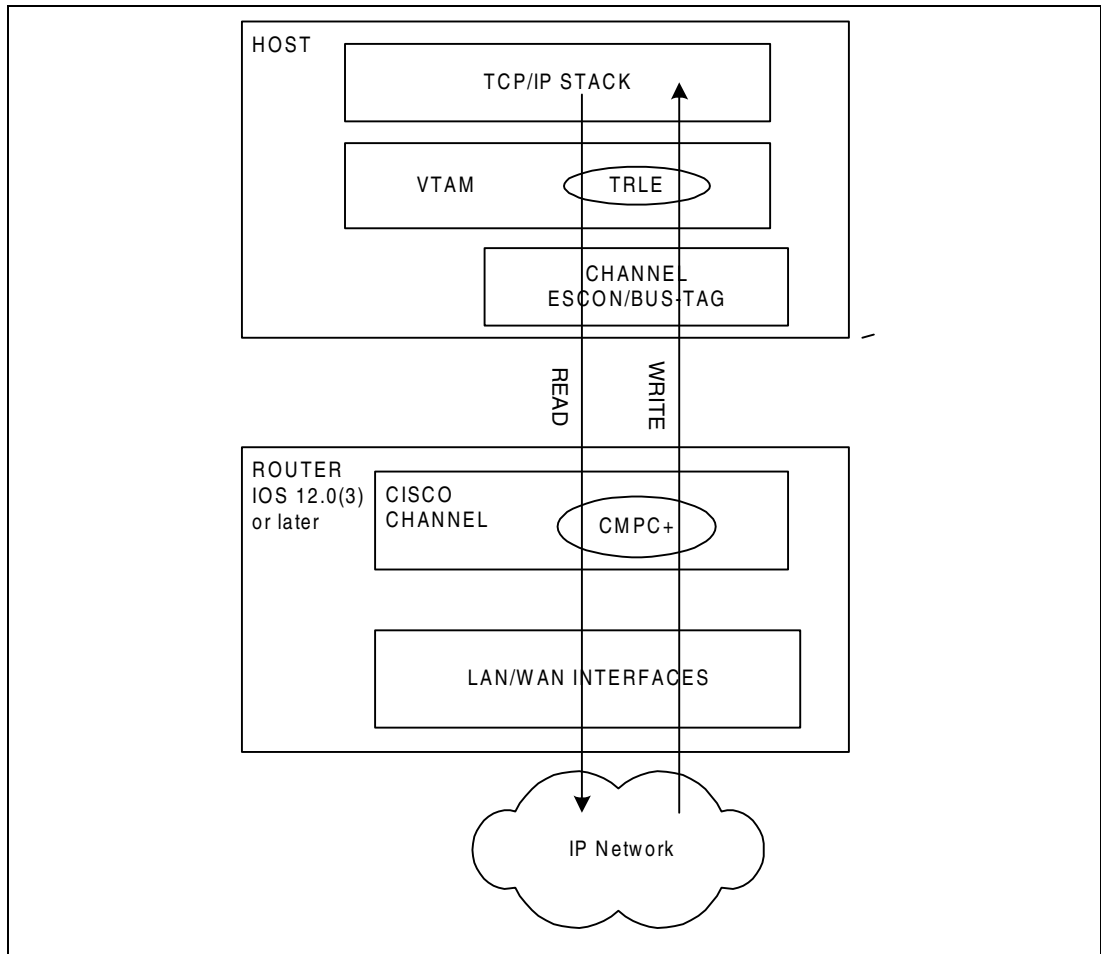 HOST
TCP/IP STACK
VTAM
TRLE
CHANNEL
ESCON/BUS-TAG
READ
WRITE
ROUTER
IOS 12.0(3)
or later
CISCO
CHANNEL
CMPC+
LAN/WAN INTERFACES
IP Network